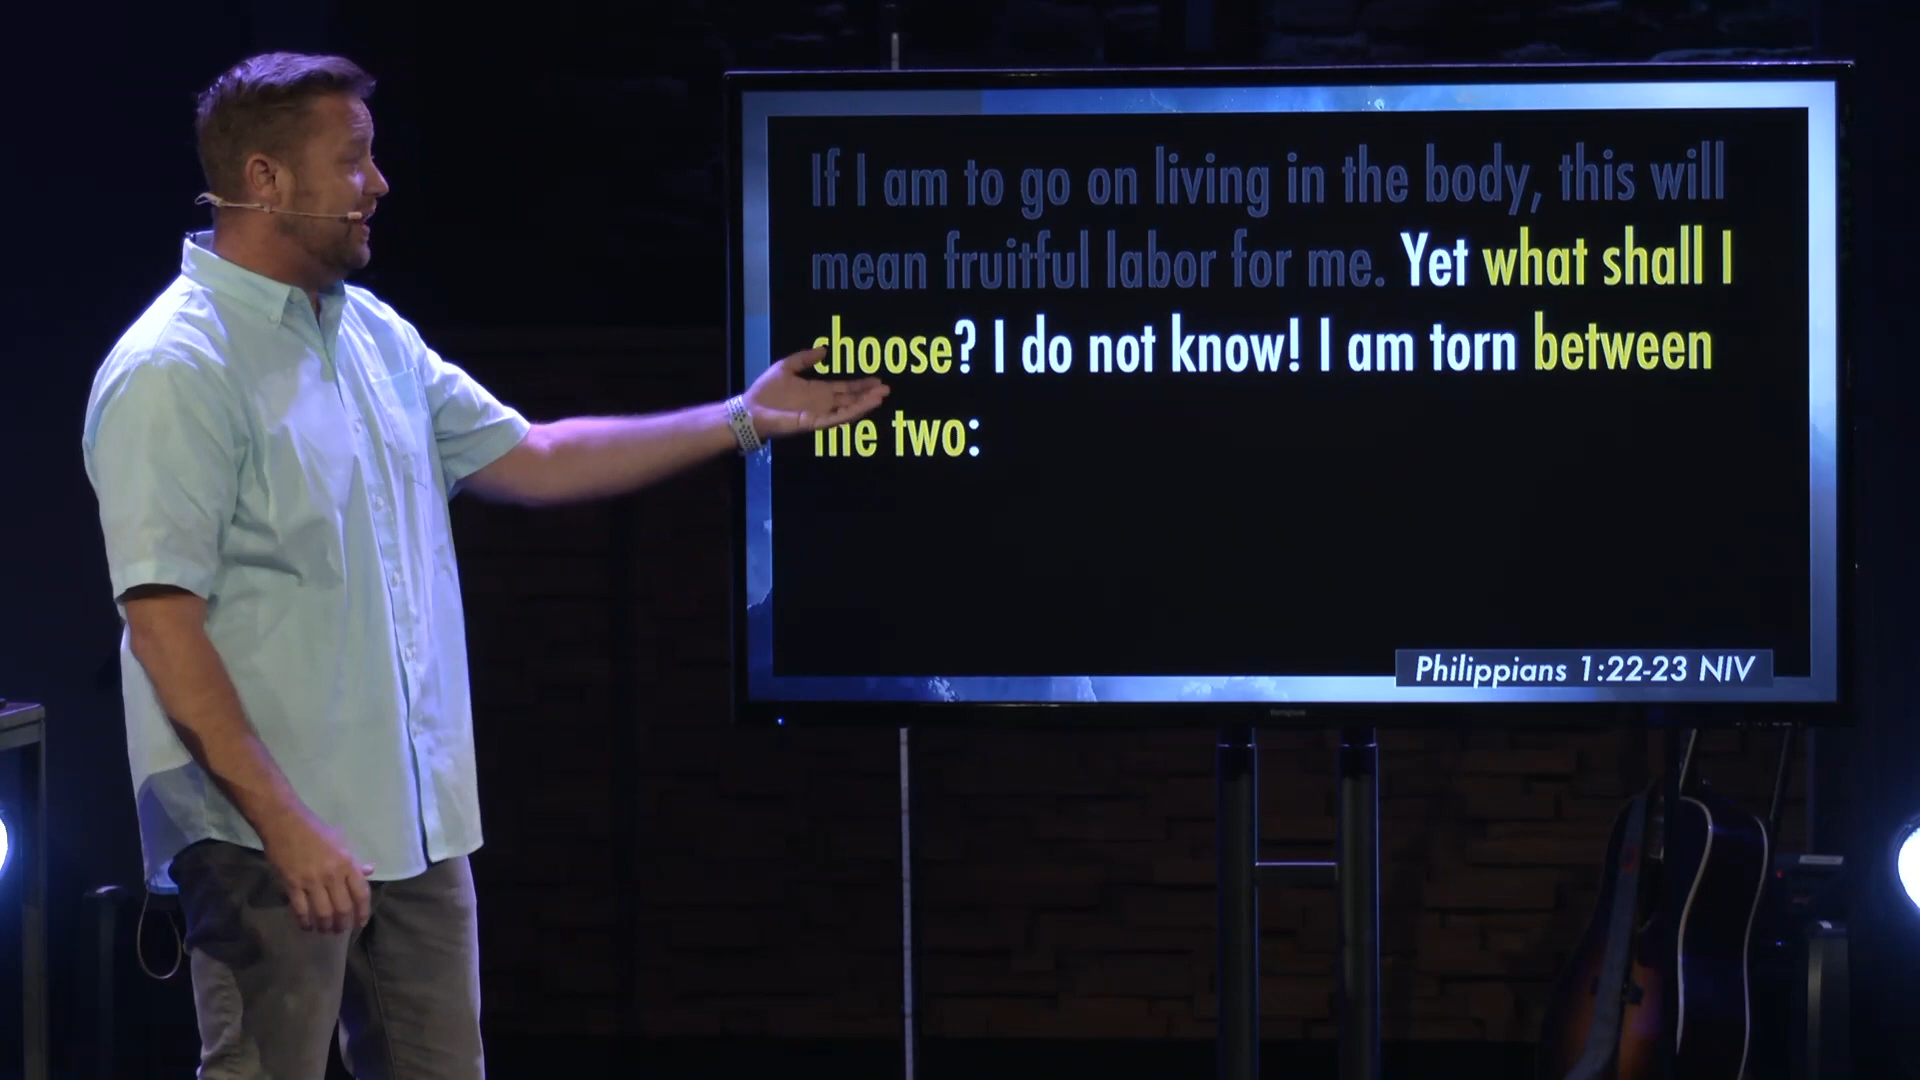 If I am to go on living in the body, this will
mean fruitful labor for me. Yet what shall I
choose? I do not know! I am torn between
the two:
Philippians 1:22-23 NIV